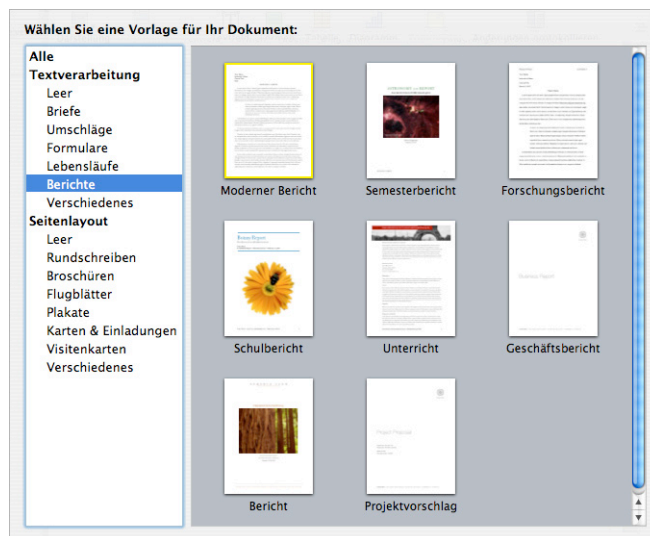 Wählen Sie eine Vorlage für Ihr Dokument:
Alle
Textverarbeitung
Leer
Briefe
Umschläge
Formulare
Lebensläufe
Berichte
Verschiedenes
Seitenlayout
Leer
Rundschreiben
Broschüren
Flugblätter
Plakate
Karten & Einladungen
Visitenkarten
Verschiedenes
Moderner Bericht
Semesterbericht
Forschungsbericht
Schulbericht
Unterricht
Geschäftsbericht
Bericht
Projektvorschlag